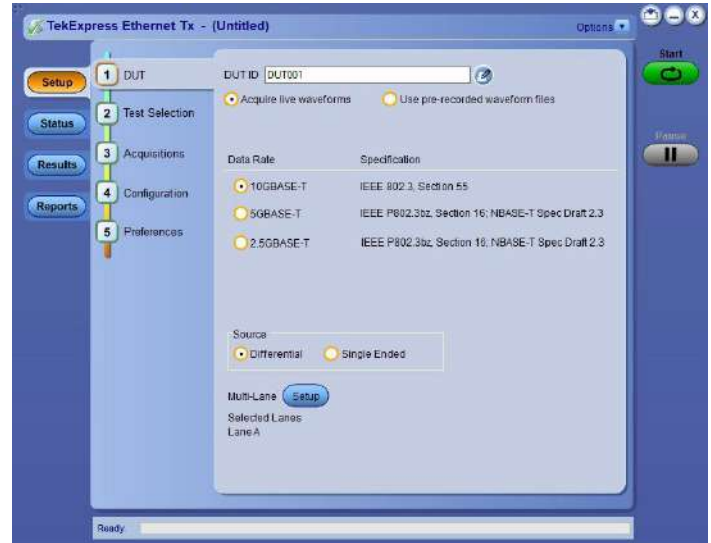 TekExpress Ethernet Tx - (Untitled)
Options
Start
Setup
Status
Results
Reports
Pause
1 DUT
2 Test Selection
3 Acquisitions
4 Configuration
5 Preferences
DUT ID DUT001
Acquire live waveforms
Use pre-recorded waveform files
Data Rate Specification
10GBASE-T IEEE 802.3, Section 55
5GBASE-T IEEE P802.3bz, Section 16; NBASE-T Spec Draft 2.3
2.5GBASE-T IEEE P802.3bz, Section 16; NBASE-T Spec Draft 2.3
Source
Differential Single Ended
Multi-Lane Setup
Selected Lanes
Lane A
Ready